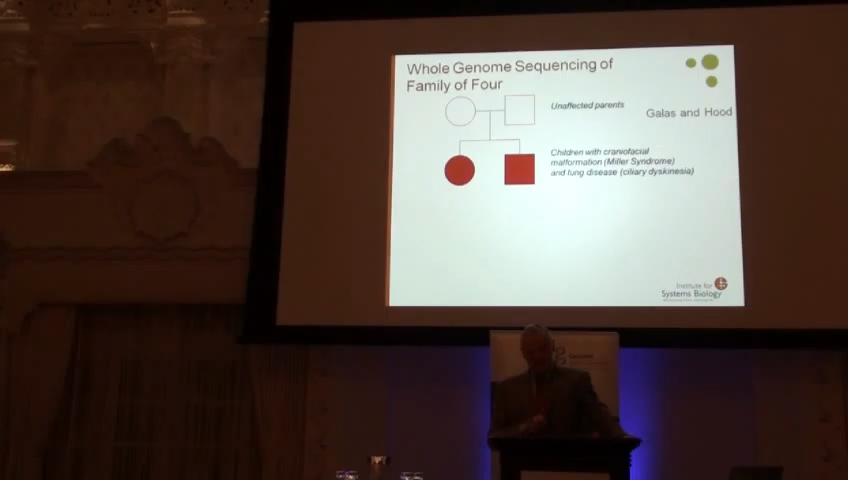 Whole Genome Sequencing of
Family of Four
Unaffected parents
Galas and Hood
Children with craniofacial
malformation (Miller Syndrome)
and lung disease (ciliary dyskinesia)
Institute for
Systems Biology